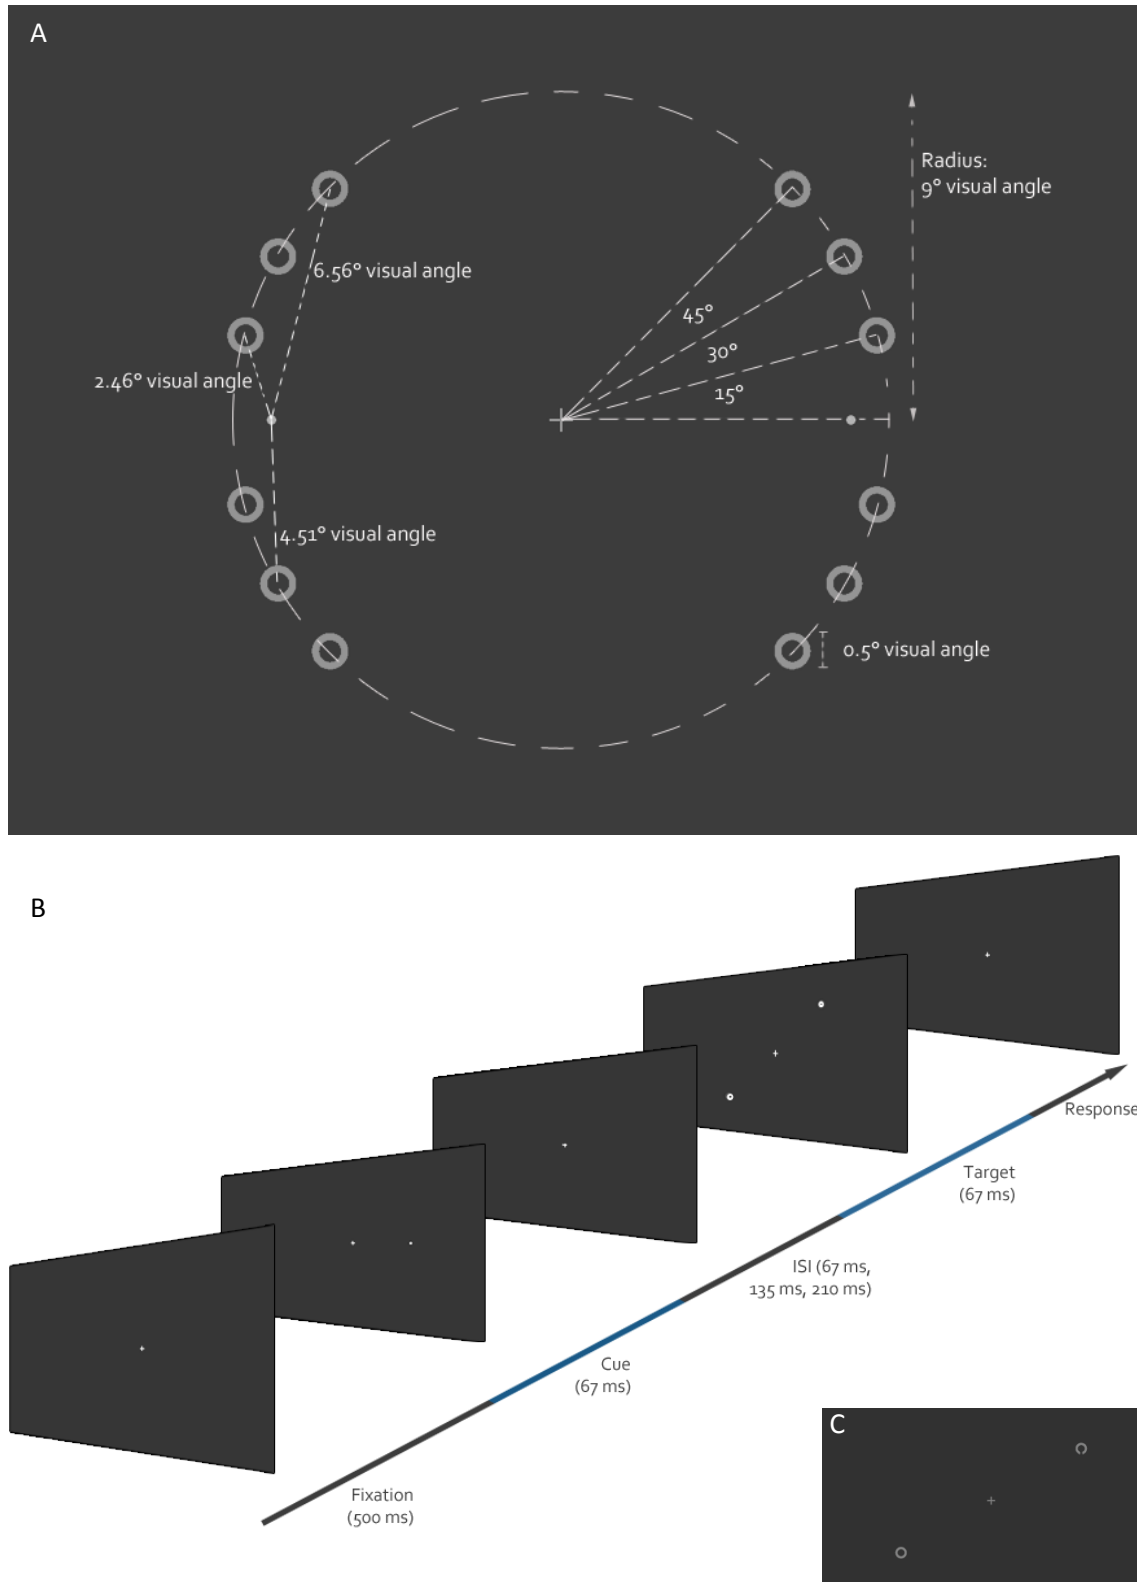 A
Radius:
9° visual angle
6.56° visual angle
45°
30°
2.46° visual angle
15°
4.51° visual angle
0.5° visual angle
B
Response
Target
(67 ms)
ISI (67 ms,
135 ms, 210 ms)
Cue
(67 ms)
C
Fixation
(500 ms)